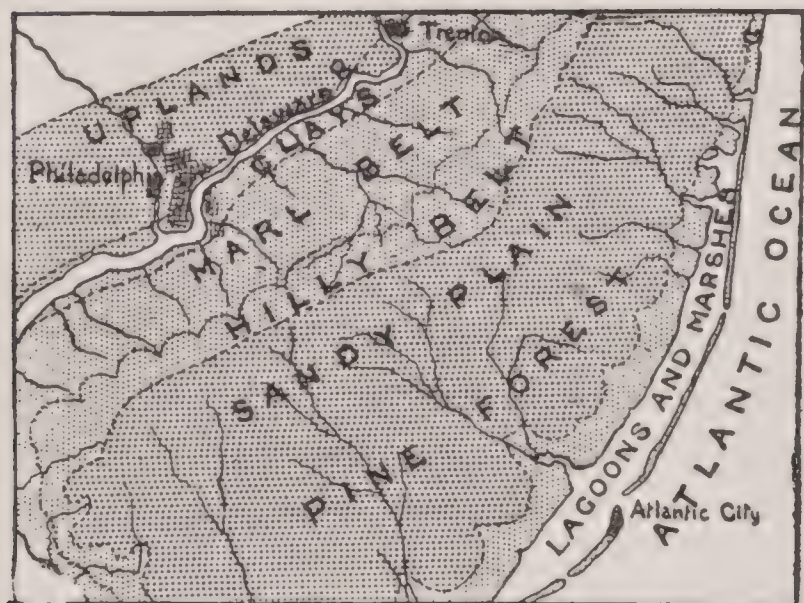 Trenton
UPLANDS
Delaware R
CLAYS
Philadelphia
MARL BELT
HILLY BELT
SANDY PLAIN
PINE FOREST
LAGOONS AND MARSHES
ATLANTIC OCEAN
Atlantic City